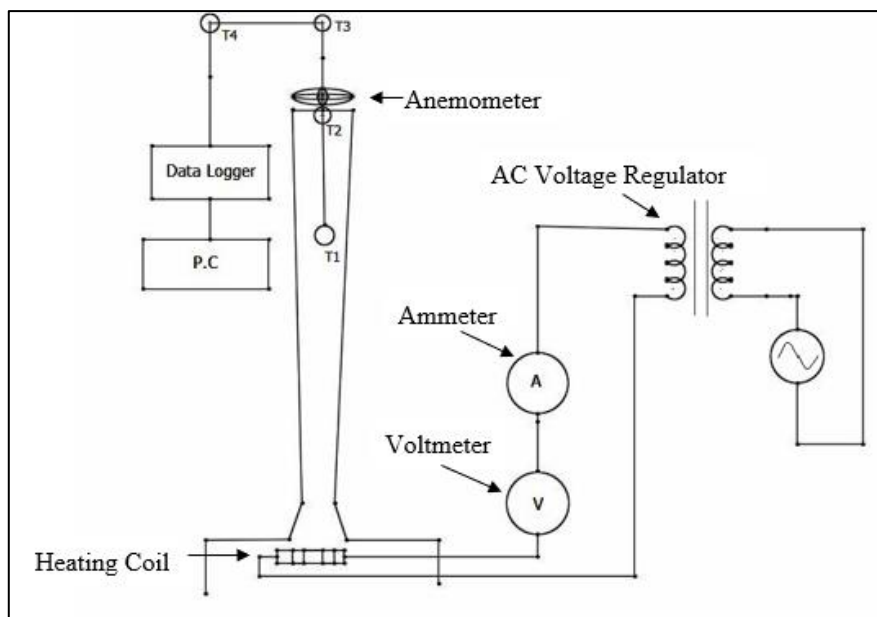 T4
T3
Anemometer
T2
Data Logger
AC Voltage Regulator
P.C
T1
Ammeter
A
Voltmeter
V
Heating Coil